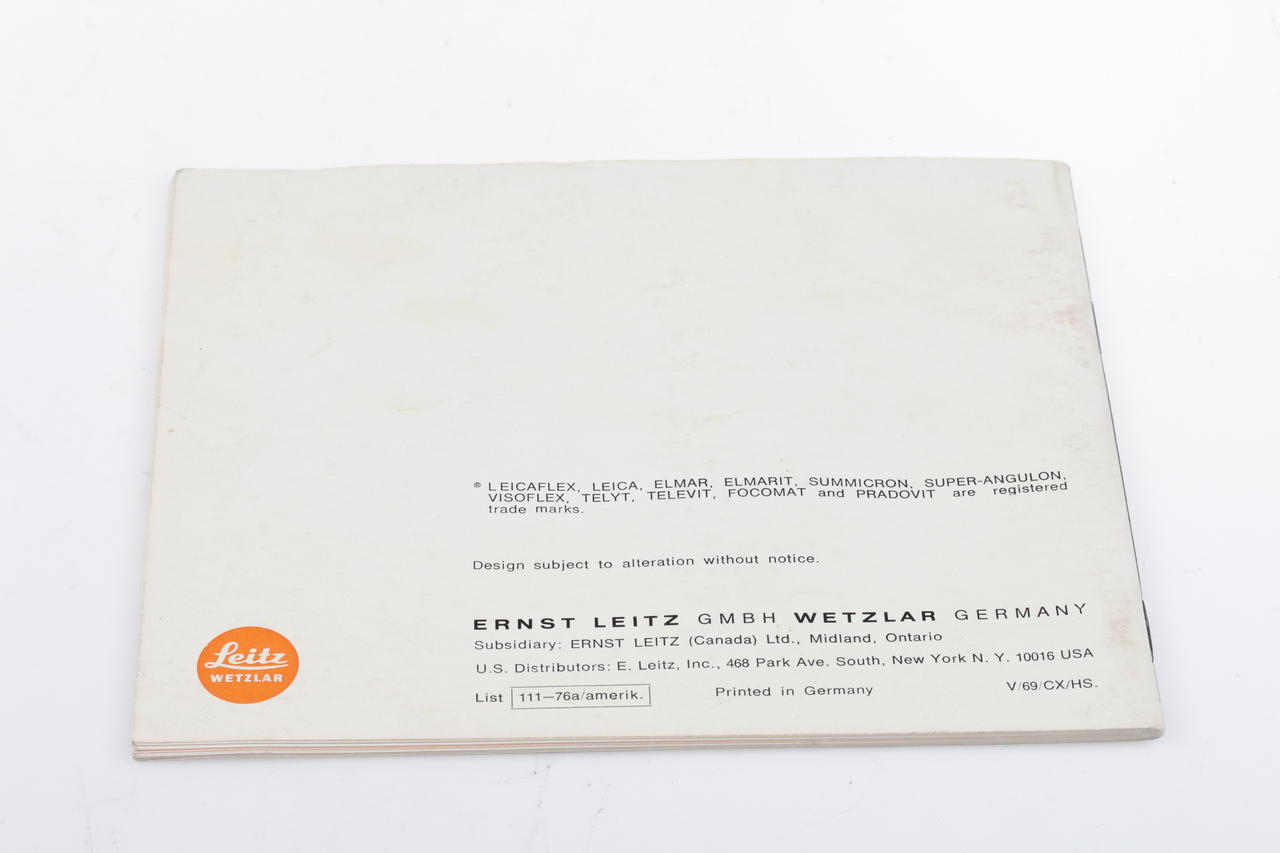 ® LEICAFLEX, LEICA, ELMAR, ELMARIT, SUMMICRON, SUPER-ANGULON,
VISOFLEX, TELYT, TELEVIT, FOCOMAT and PRADOVIT are registered
trade marks.
Design subject to alteration without notice.
ERNST LEITZ GMBH WETZLAR GERMANY
Subsidiary: ERNST LEITZ (Canada) Ltd., Midland, Ontario
U.S. Distributors: E. Leitz, Inc., 468 Park Ave. South, New York N. Y. 10016 USA
List 111—76a/amerik. Printed in Germany V/69/CX/HS.
Leitz
WETZLAR